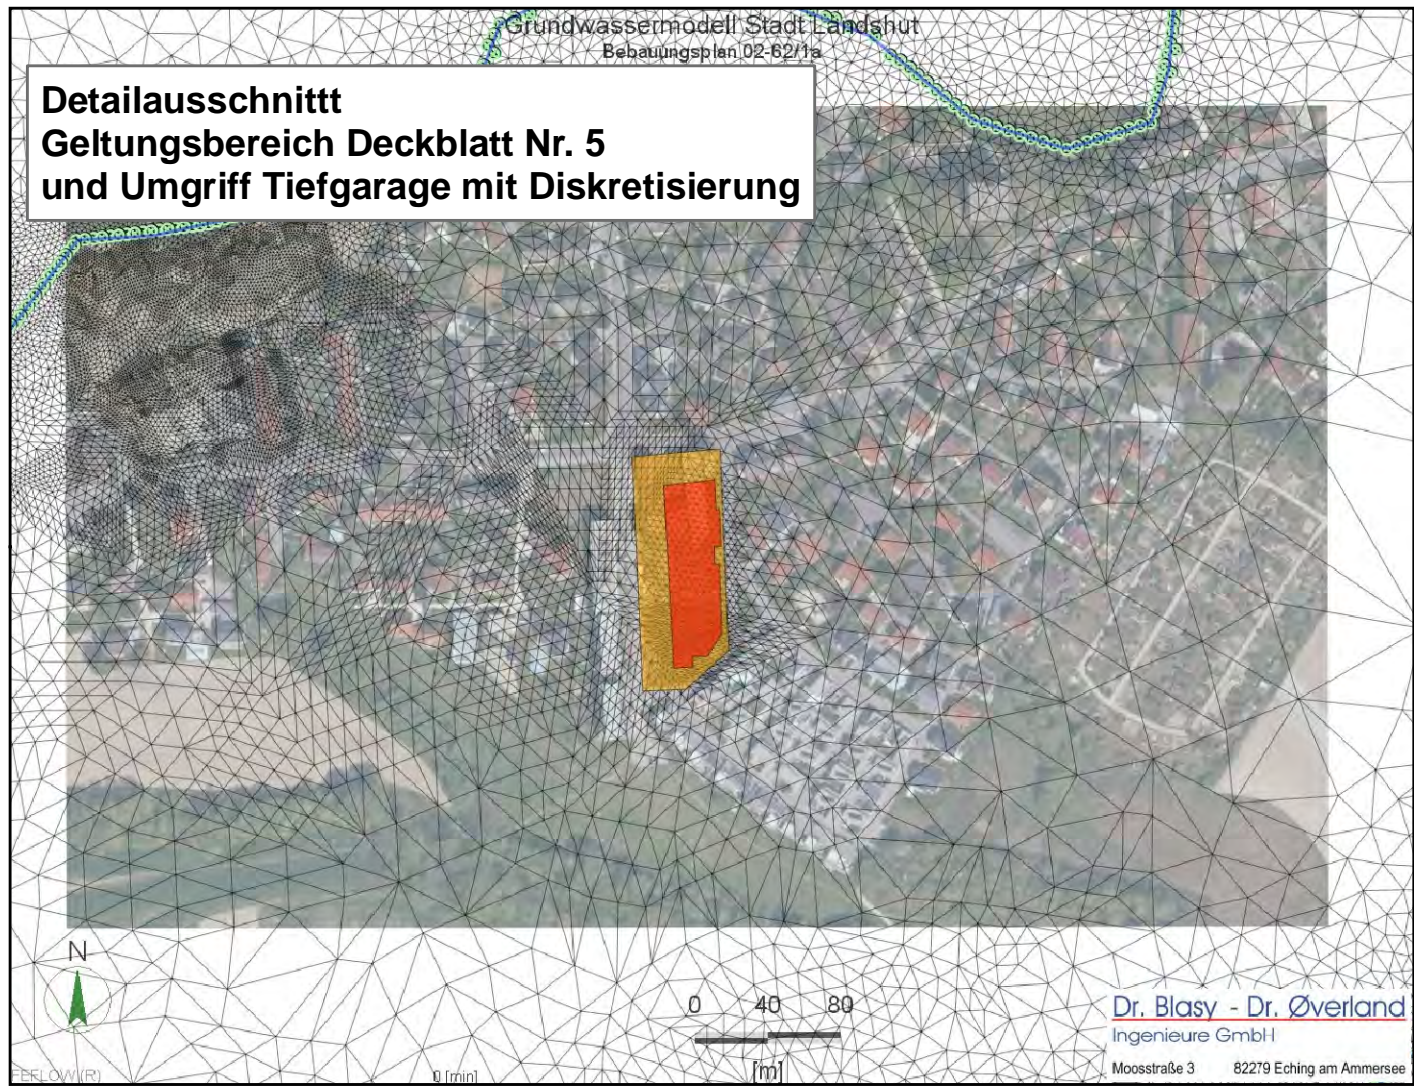 Grundwassermodell Stadt Landshut
Bebauungsplan 02-62/1a
Detailausschnittt
Geltungsbereich Deckblatt Nr. 5
und Umgriff Tiefgarage mit Diskretisierung
N
0 40 80
[m]
FEFLOW (R)
0 [min]
Dr. Blasy - Dr. Øverland
Ingenieure GmbH
Moosstraße 3 82279 Eching am Ammersee